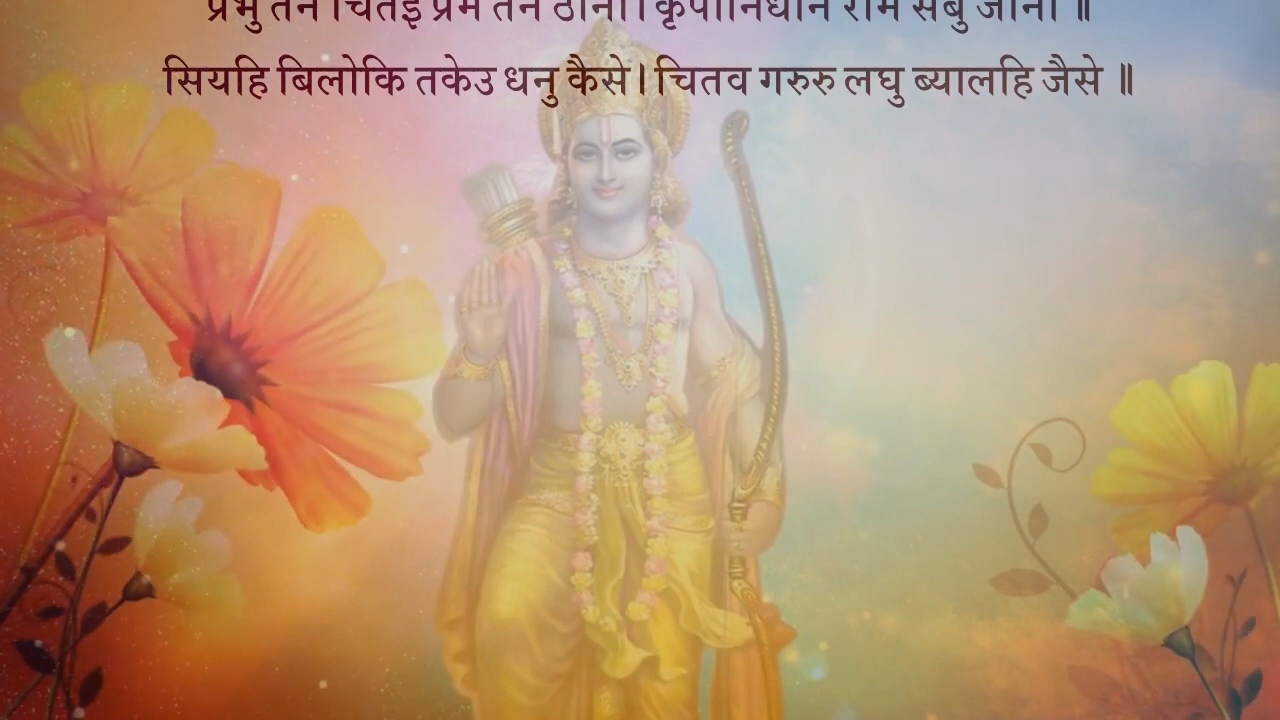 प्रभु तन चितइ प्रेम तन ठाना। कृपानिधान राम सबु जाना ॥
सियहि बिलोकि तकेउ धनु कैसे। चितव गरुरु लघु ब्यालहि जैसे ॥